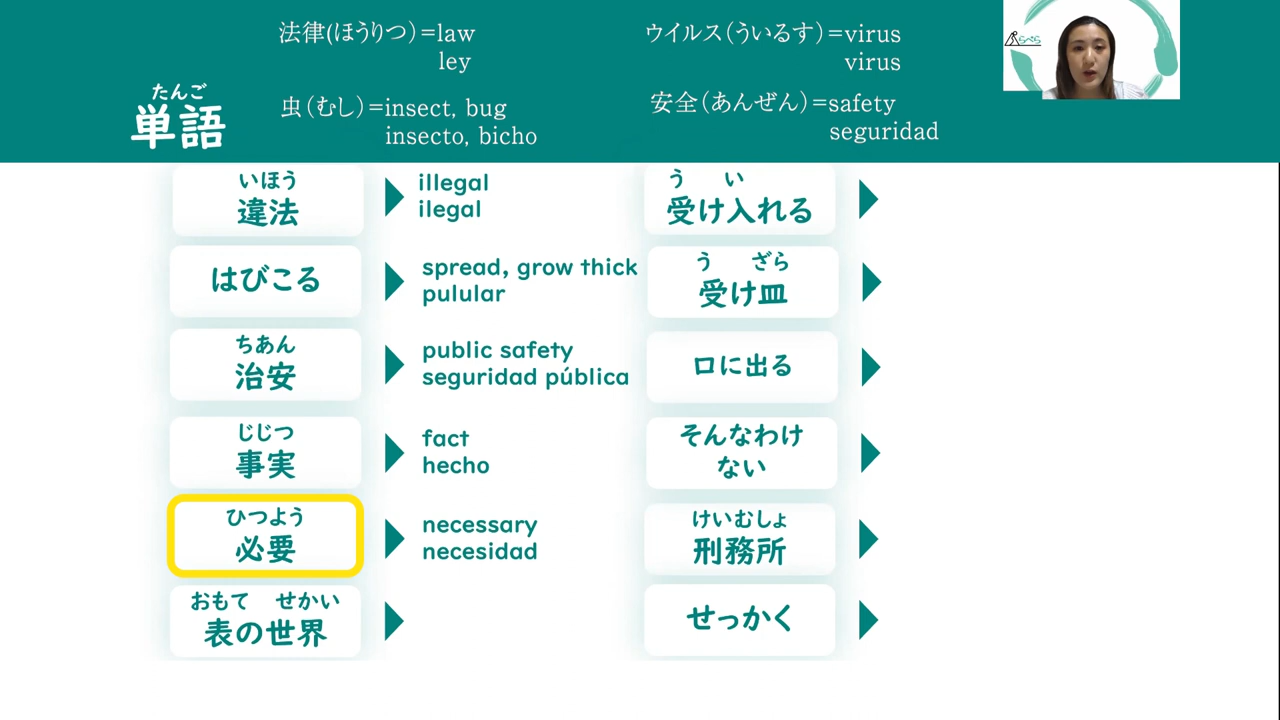 たんご
単語
法律(ほうりつ)=law
ley
虫(むし)=insect, bug
insecto, bicho
ウイルス(ういるす)=virus
virus
安全(あんぜん)=safety
seguridad
らぺら
いほう
違法
illegal
ilegal
はびこる
spread, grow thick
pulular
ちあん
治安
public safety
seguridad pública
じじつ
事実
fact
hecho
ひつよう
必要
necessary
necesidad
おもて せかい
表の世界
う い
受け入れる
う ざら
受け皿
口に出る
そんなわけ
ない
けいむしょ
刑務所
せっかく